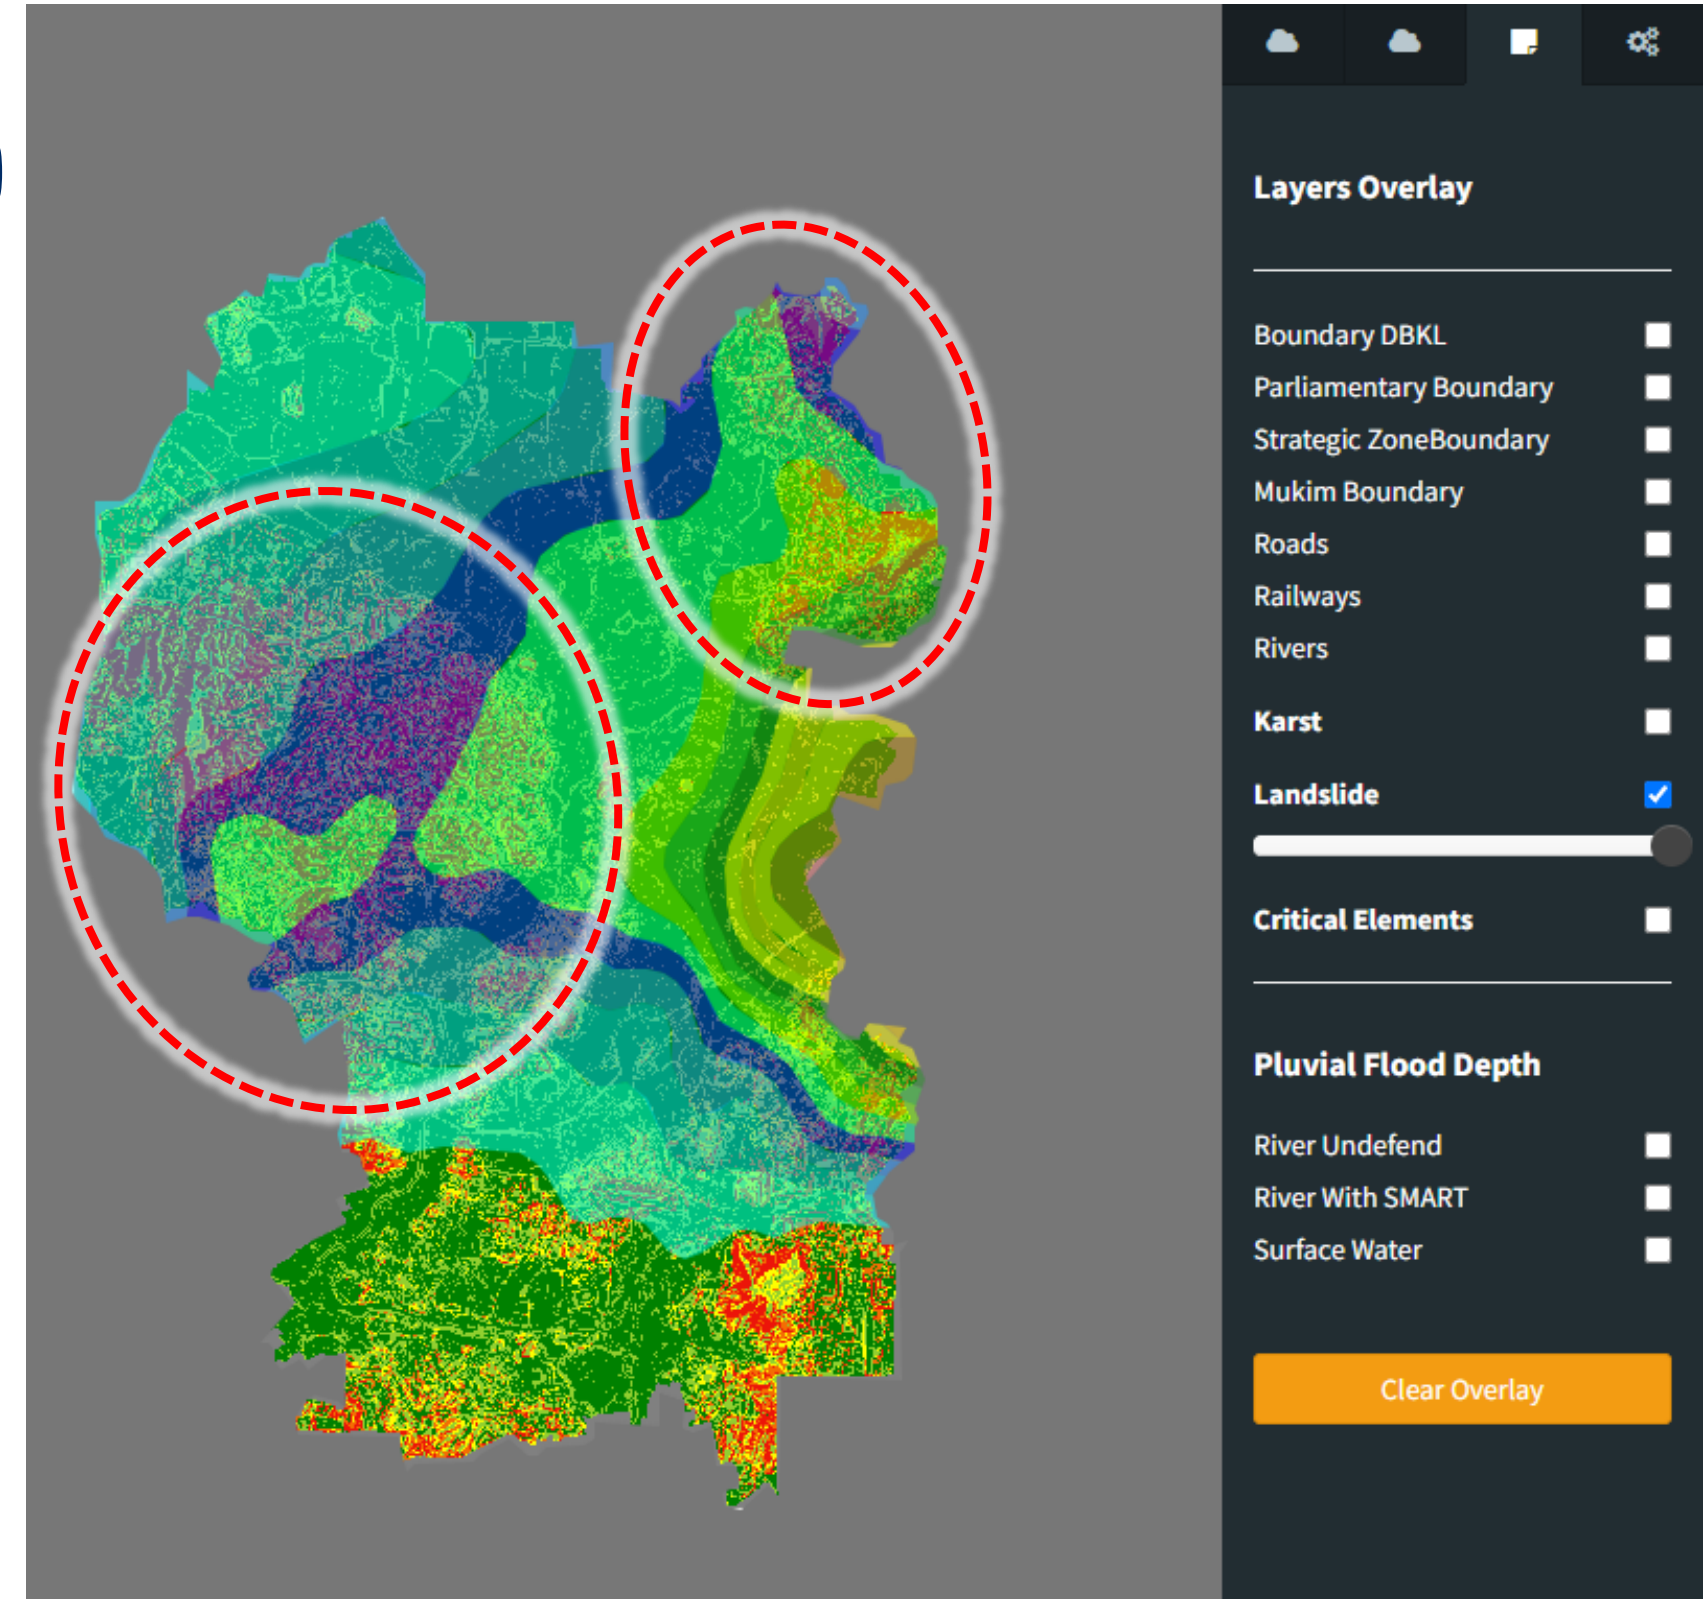 Layers Overlay
Boundary DBKL
Parliamentary Boundary
Strategic ZoneBoundary
Mukim Boundary
Roads
Railways
Rivers
Karst
Landslide
Critical Elements
Pluvial Flood Depth
River Undefend
River With SMART
Surface Water
Clear Overlay